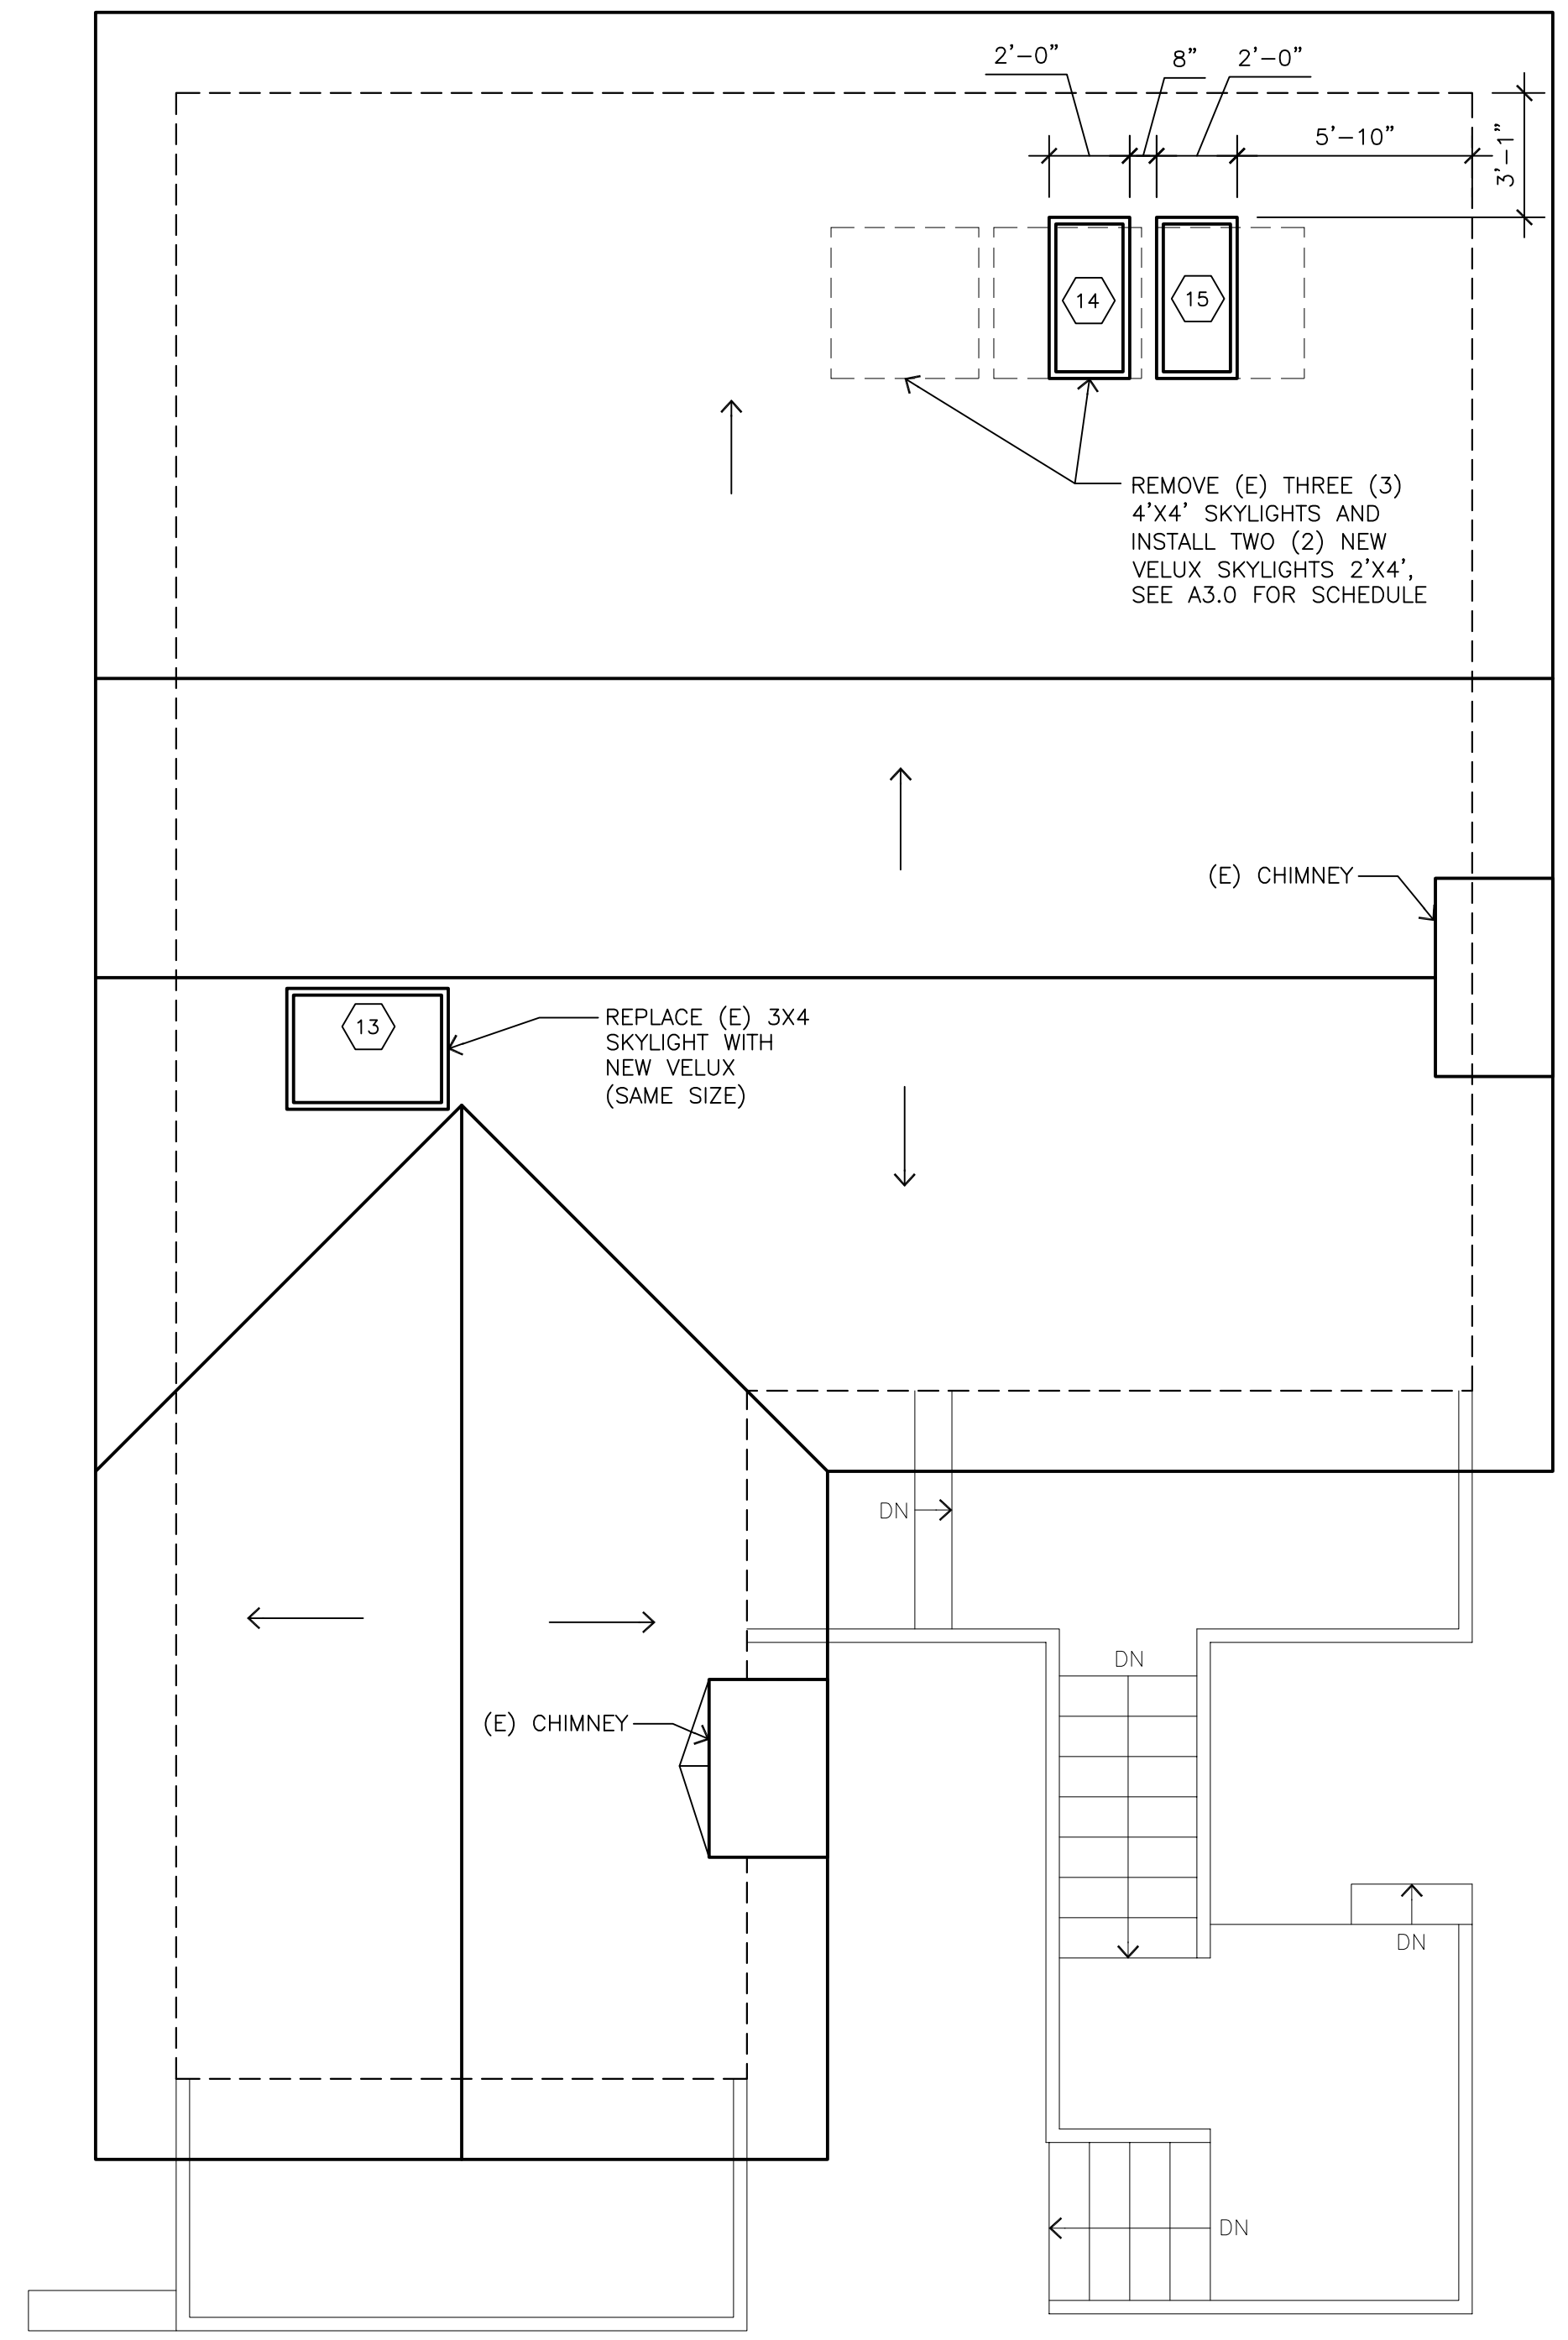 2'-0"
8"
2'-0"
5'-10"
3'-1"
14
15
REMOVE (E) THREE (3)
4'X4' SKYLIGHTS AND
INSTALL TWO (2) NEW
VELUX SKYLIGHTS 2'X4',
SEE A3.0 FOR SCHEDULE
(E) CHIMNEY
13
REPLACE (E) 3X4
SKYLIGHT WITH
NEW VELUX
(SAME SIZE)
DN
DN
(E) CHIMNEY
DN
DN